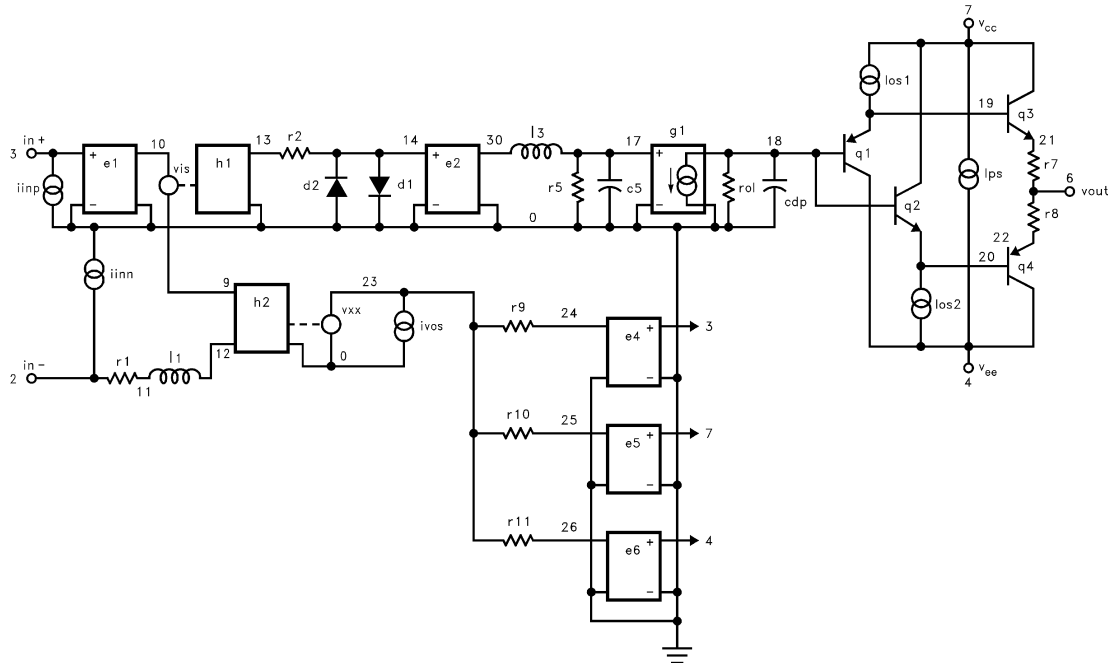 7
vcc
Ios1
19
q3
21
in+
3
10
13
r2
14
30
l3
17
g1
18
+
e1
vis
h1
+
e2
+
q1
r7
iinp
d2
d1
r5
c5
rol
cdp
Ips
6
vout
−
−
−
0
q2
r8
22
20
q4
iinn
23
9
h2
vxx
ivos
r9
24
Ios2
+
e4
3
in−
2
r1
11
l1
12
0
−
vee
4
r10
25
+
e5
7
−
r11
26
+
e6
4
−